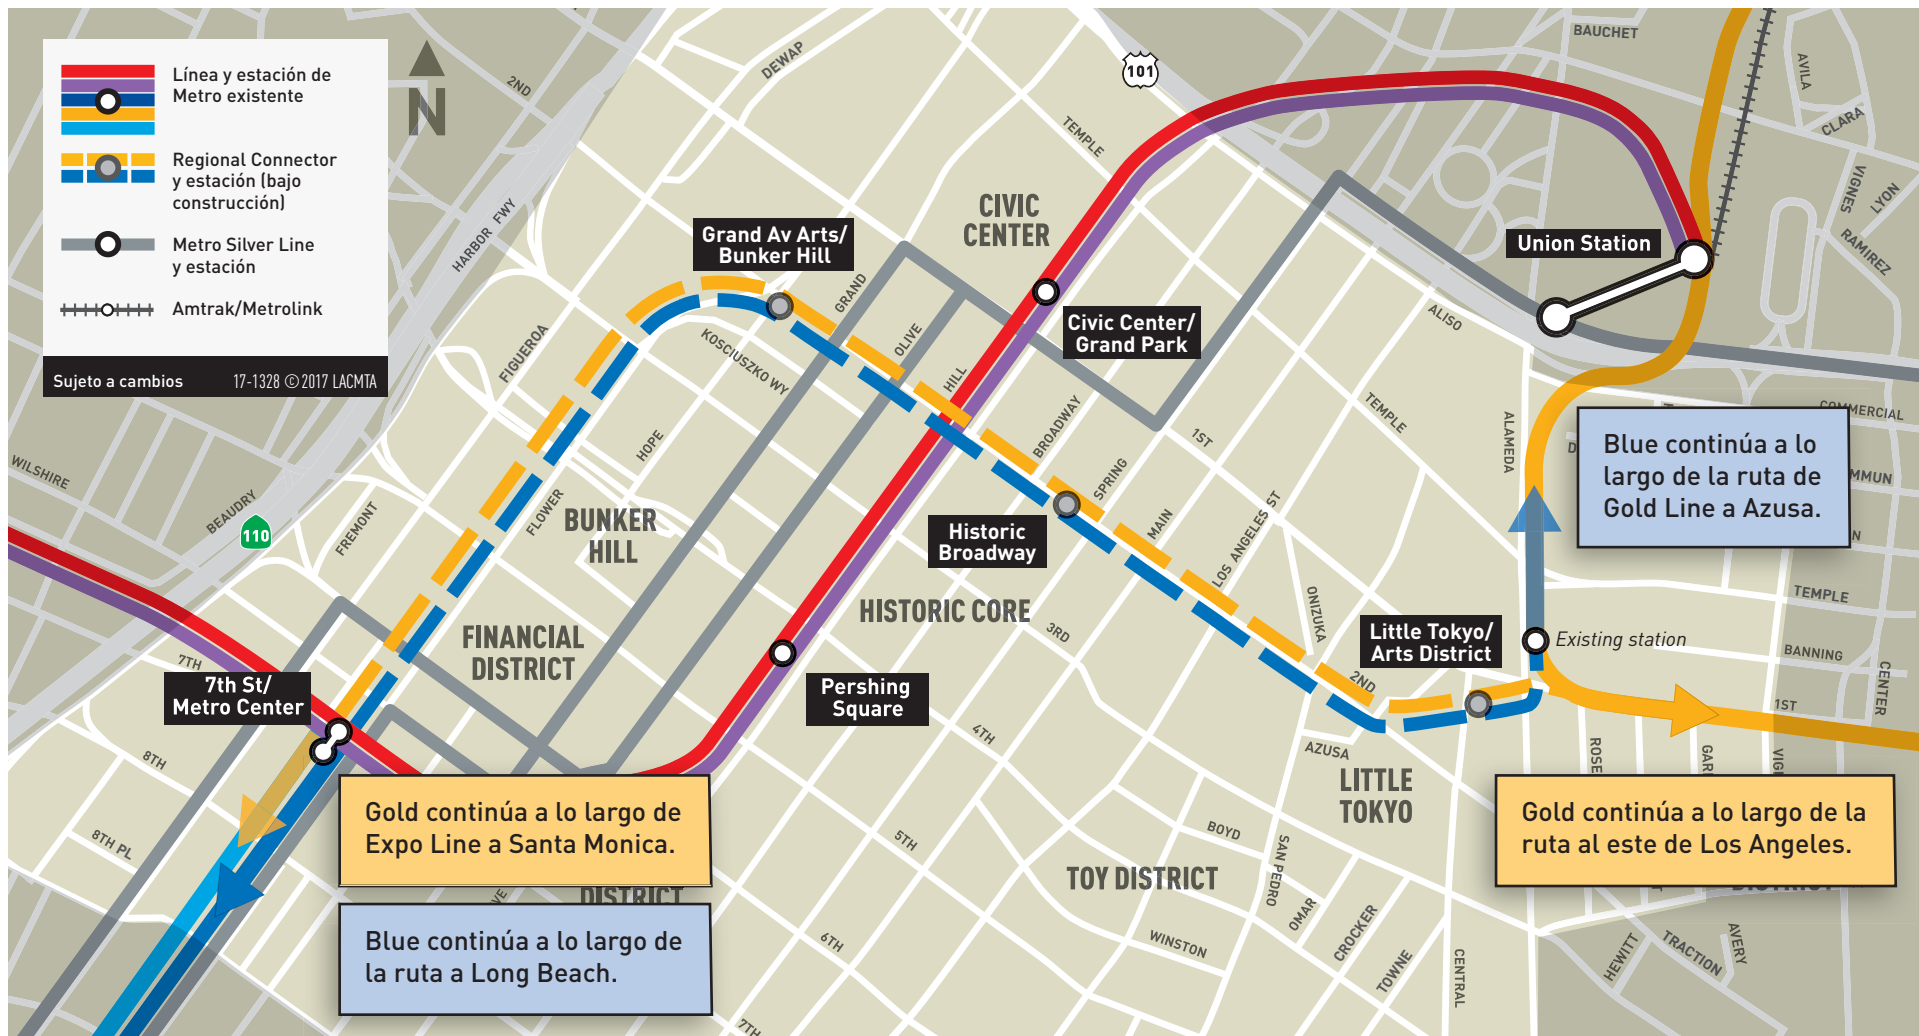 Línea y estación de
Metro existente
Regional Connector
y estación (bajo
construcción)
Metro Silver Line
y estación
Amtrak/Metrolink
Sujeto a cambios
17-1328 © 2017 LACMTA
N
2ND
DEWAP
HARBOR FWY
101
TEMPLE
BAUCHET
AVILA
CLARA
VIGNES
LYON
RAMIREZ
CIVIC
CENTER
Grand Av Arts/
Bunker Hill
Union Station
GRAND
OLIVE
HILL
Civic Center/
Grand Park
ALISO
FIGUEROA
KOSCIUSZKO WY
HOPE
BROADWAY
1ST
TEMPLE
ALAMEDA
COMMERCIAL
Blue continúa a lo
largo de la ruta de
Gold Line a Azusa.
WILSHIRE
BEAUDRY
110
FREMONT
FLOWER
BUNKER
HILL
SPRING
MAIN
LOS ANGELES ST
Historic
Broadway
HISTORIC CORE
3RD
ONIZUKA
TEMPLE
FINANCIAL
DISTRICT
Little Tokyo/
Arts District
Existing station
BANNING
CENTER
7TH
7th St/
Metro Center
Pershing
Square
2ND
1ST
8TH
4TH
AZUSA
LITTLE
TOKYO
Gold continúa a lo largo de
Expo Line a Santa Monica.
Gold continúa a lo largo de la
ruta al este de Los Angeles.
8TH PL
5TH
BOYD
SAN PEDRO
TOY DISTRICT
DISTRICT
Blue continúa a lo largo de
la ruta a Long Beach.
6TH
WINSTON
OMAR
CROCKER
TOWNE
CENTRAL
HEWITT
TRACTION
AVERY
7TH